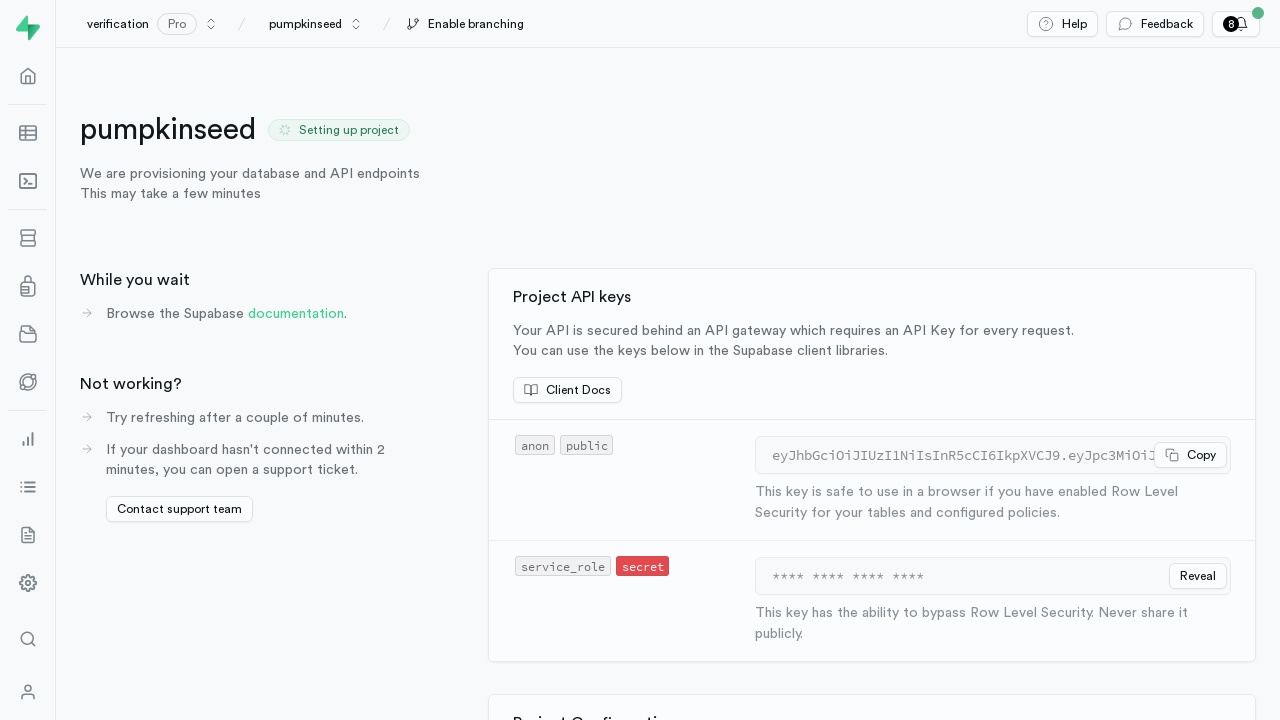 verification Pro / pumpkinseed / Enable branching
Help Feedback 8
pumpkinseed Setting up project
We are provisioning your database and API endpoints
This may take a few minutes
While you wait
Browse the Supabase documentation.
Not working?
Try refreshing after a couple of minutes.
If your dashboard hasn't connected within 2
minutes, you can open a support ticket.
Contact support team
Project API keys
Your API is secured behind an API gateway which requires an API Key for every request.
You can use the keys below in the Supabase client libraries.
Client Docs
anon public
eyJhbGciOiJIUzI1NiIsInR5cCI6IkpXVCJ9.eyJpc3MiOiJ Copy
This key is safe to use in a browser if you have enabled Row Level
Security for your tables and configured policies.
service_role secret
**** **** **** **** Reveal
This key has the ability to bypass Row Level Security. Never share it
publicly.
Project Configuration